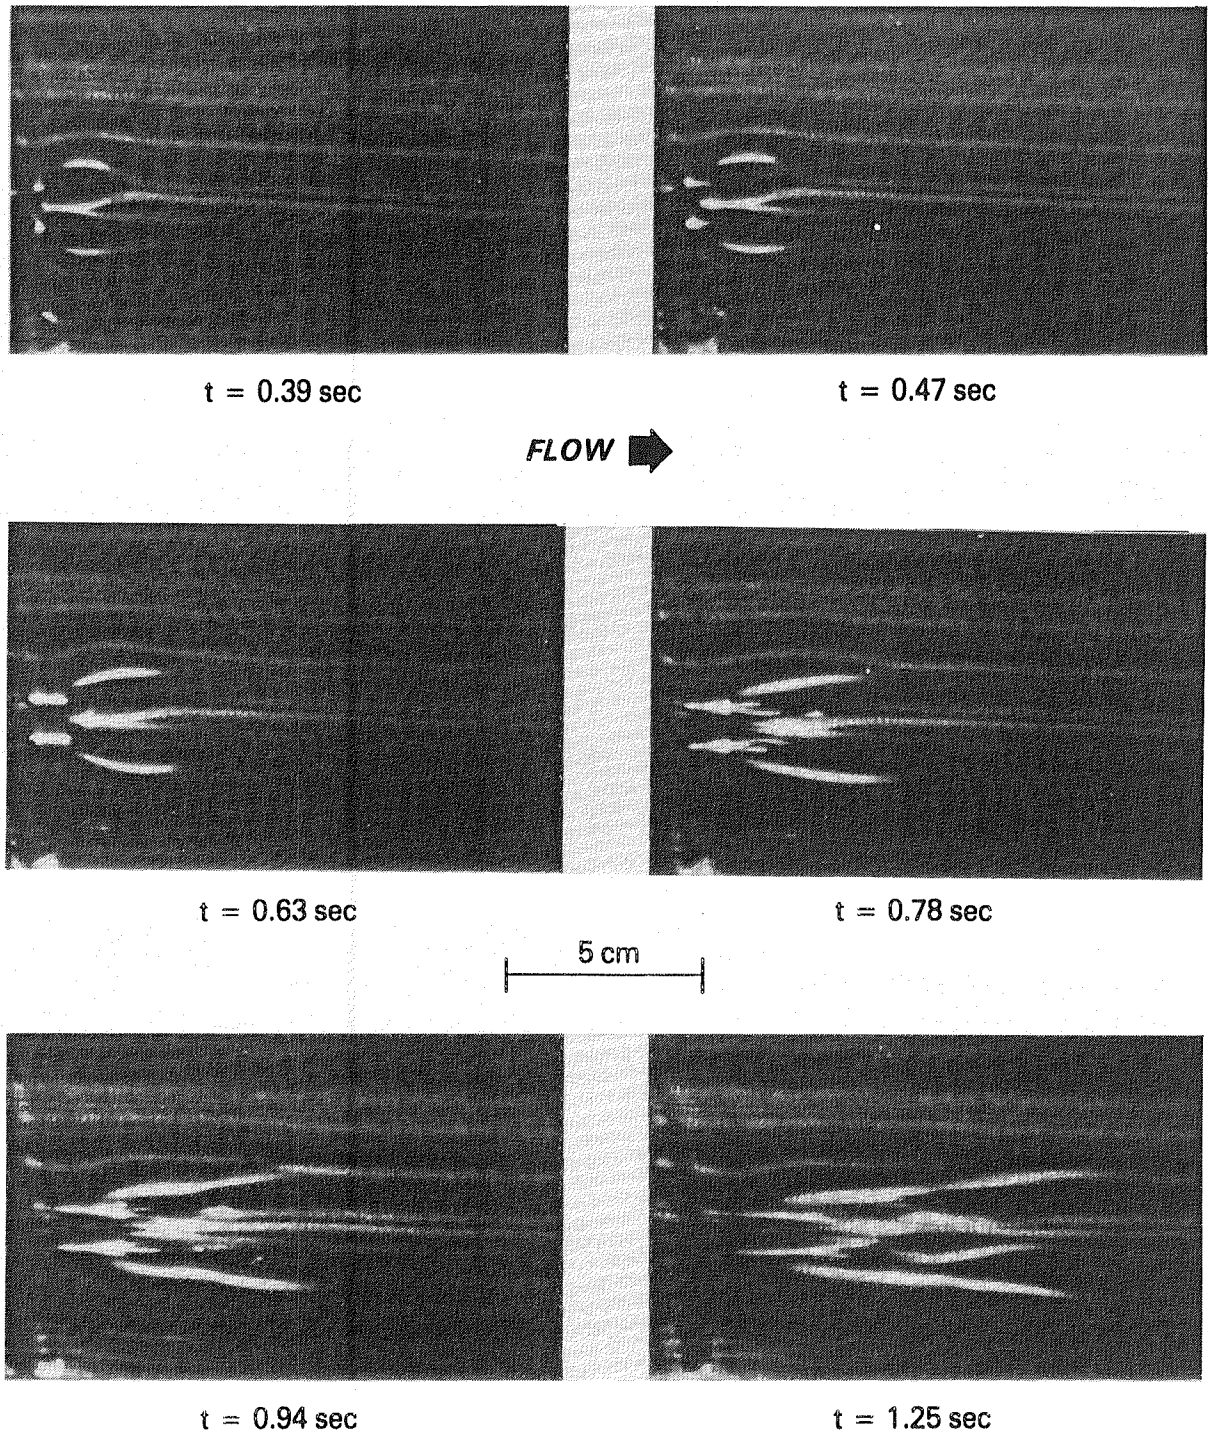 t = 0.39 sec
t = 0.47 sec
FLOW
t = 0.63 sec
t = 0.78 sec
5 cm
t = 0.94 sec
t = 1.25 sec